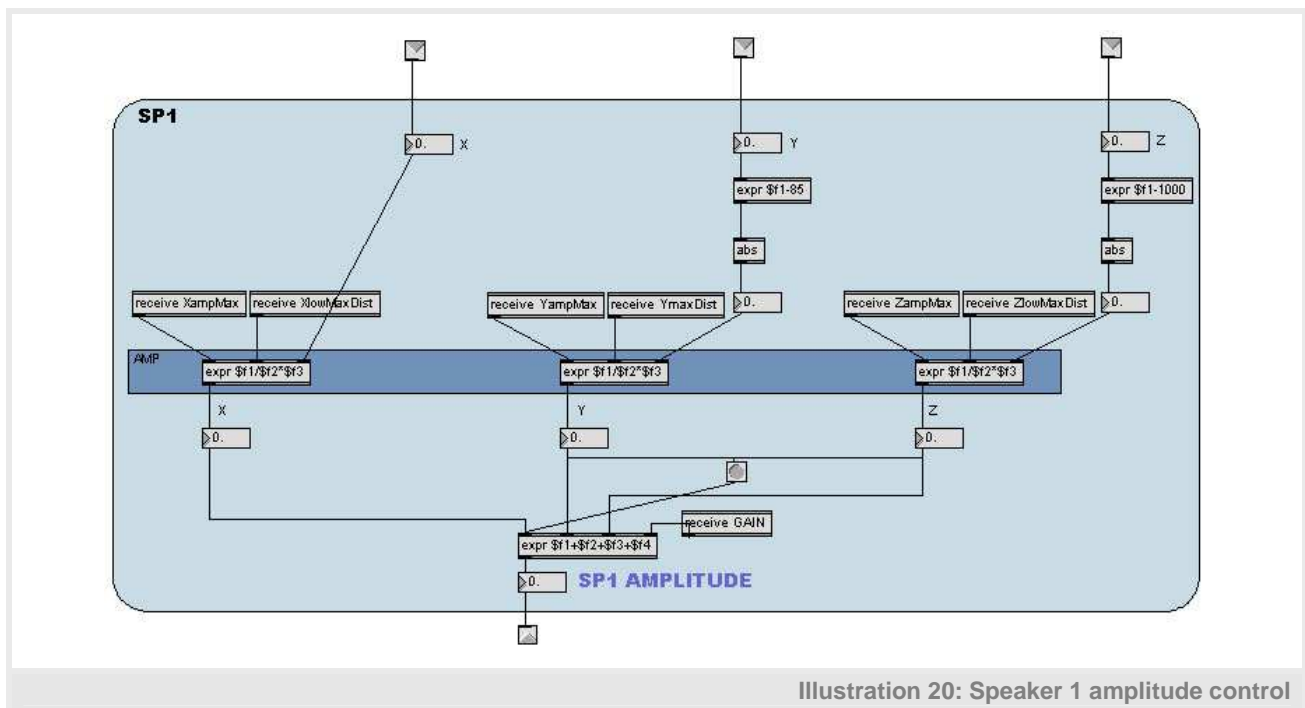 SP1
0. X
0. Y
0. Z
expr $f1-85
expr $f1-1000
abs
abs
receive XampMax
receive XlowMaxDist
receive YampMax
receive YmaxDist
0.
receive ZampMax
receive ZlowMaxDist
0.
AMP
expr $f1/$f2*$f3
expr $f1/$f2*$f3
expr $f1/$f2*$f3
X
Y
Z
0.
0.
0.
receive GAIN
expr $f1+$f2+$f3+$f4
0. SP1 AMPLITUDE
Illustration 20: Speaker 1 amplitude control